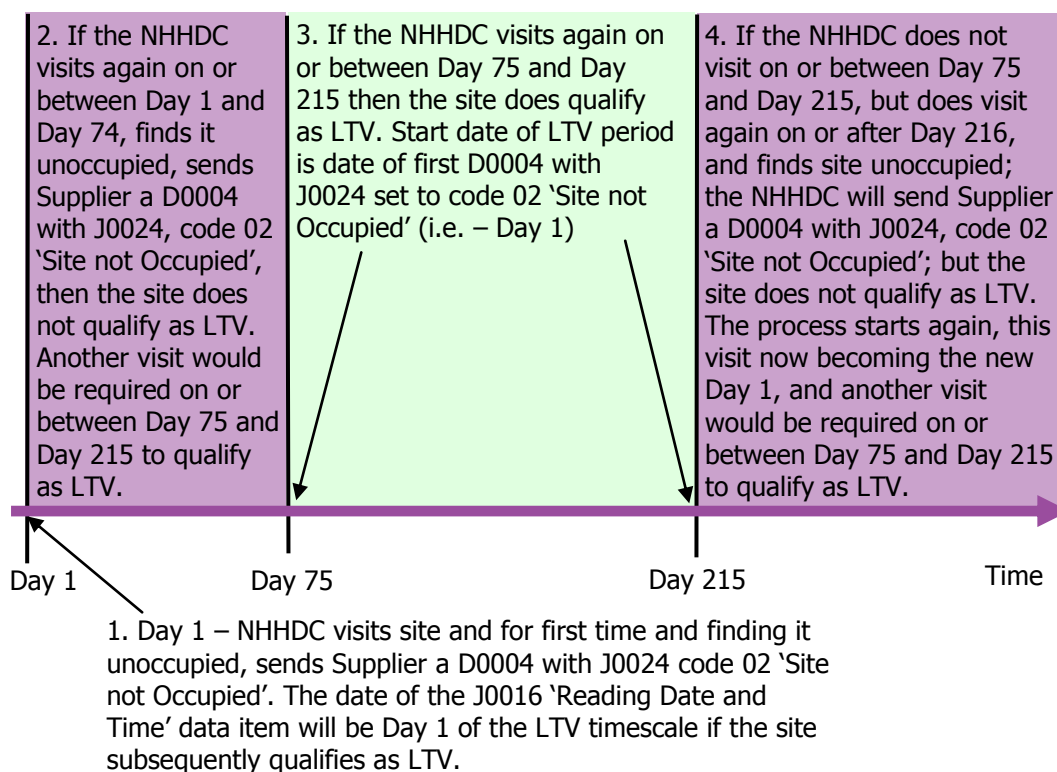 2. If the NHHDC
visits again on or
between Day 1 and
Day 74, finds it
unoccupied, sends
Supplier a D0004
with J0024, code 02
‘Site not Occupied’,
then the site does
not qualify as LTV.
Another visit would
be required on or
between Day 75 and
Day 215 to qualify
as LTV.
3. If the NHHDC visits again on
or between Day 75 and Day
215 then the site does qualify
as LTV. Start date of LTV period
is date of first D0004 with
J0024 set to code 02 ‘Site not
Occupied’ (i.e. – Day 1)
4. If the NHHDC does not
visit on or between Day 75
and Day 215, but does visit
again on or after Day 216,
and finds site unoccupied;
the NHHDC will send Supplier
a D0004 with J0024, code 02
‘Site not Occupied’; but the
site does not qualify as LTV.
The process starts again, this
visit now becoming the new
Day 1, and another visit
would be required on or
between Day 75 and Day 215
to qualify as LTV.
Day 1
Day 75
Day 215
Time
1. Day 1 – NHHDC visits site and for first time and finding it
unoccupied, sends Supplier a D0004 with J0024 code 02 ‘Site
not Occupied’. The date of the J0016 ‘Reading Date and
Time’ data item will be Day 1 of the LTV timescale if the site
subsequently qualifies as LTV.